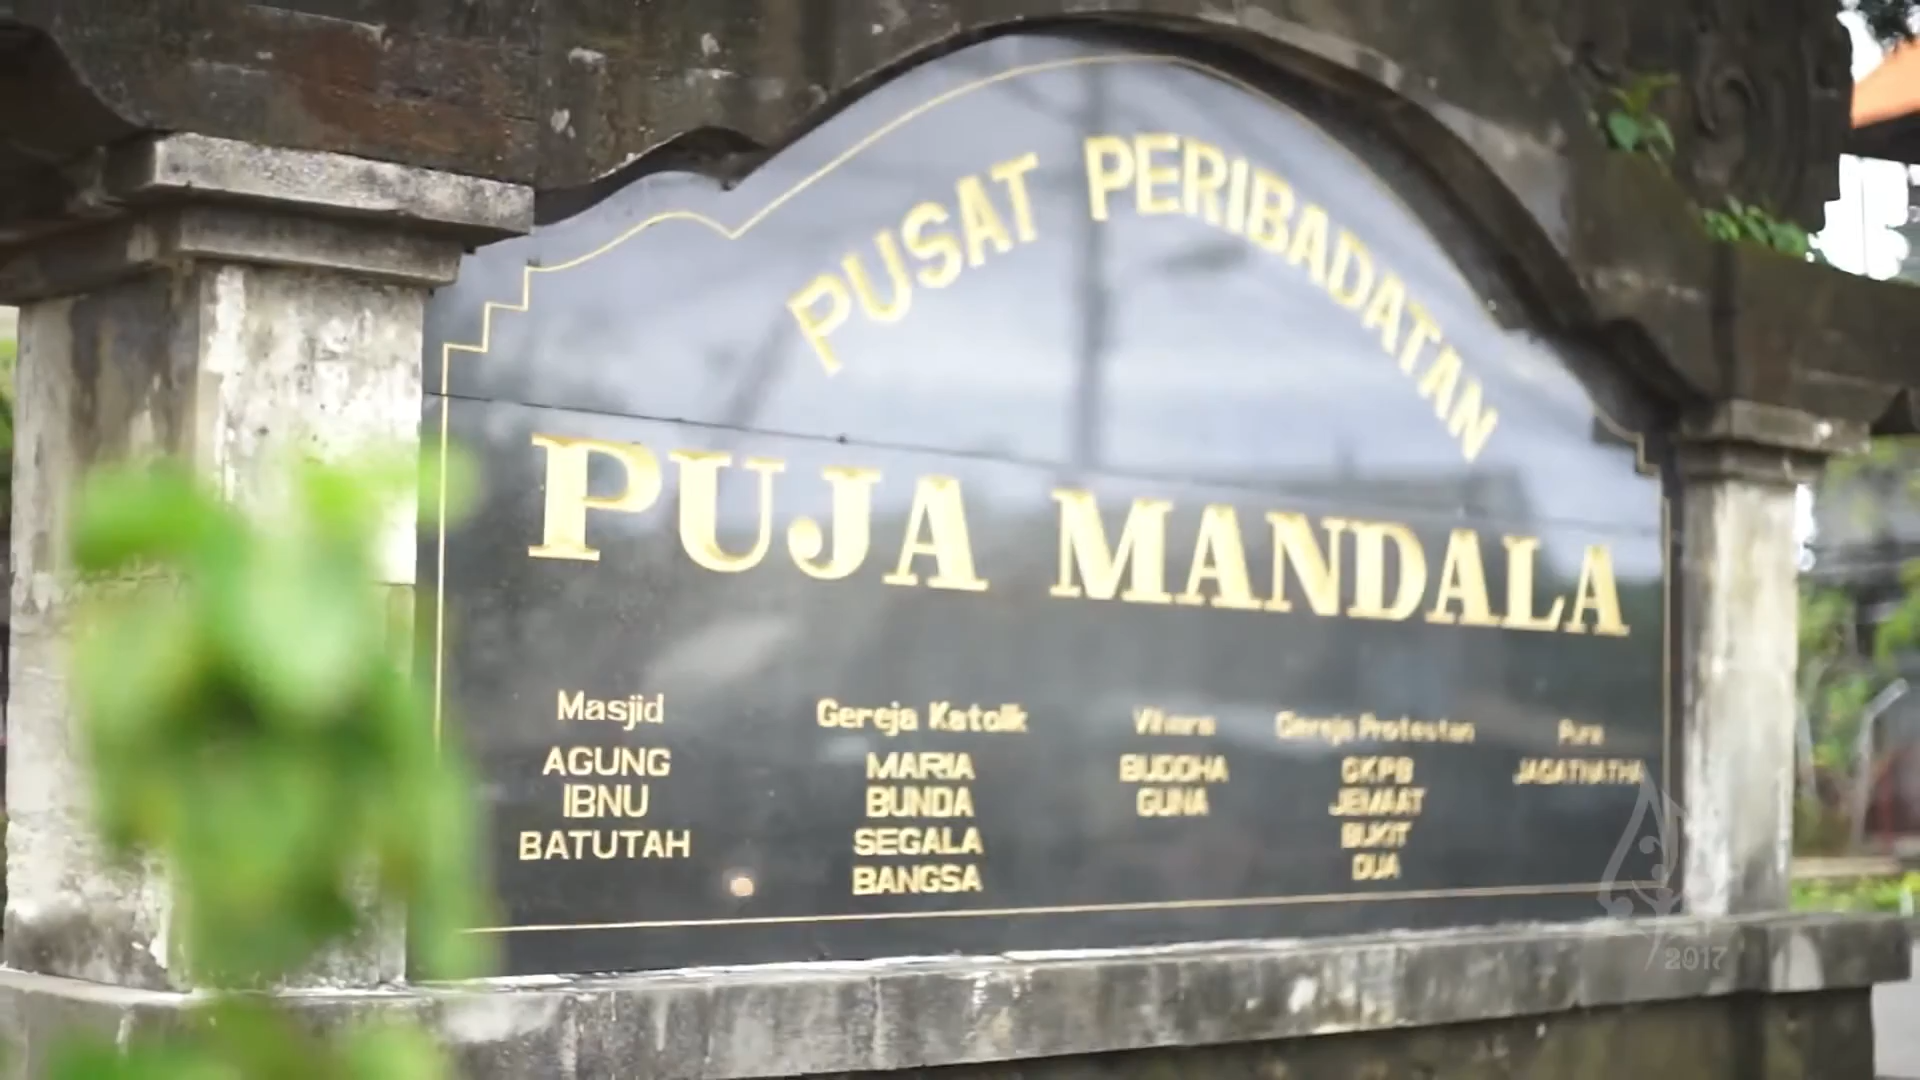 PUSAT PERIBADATAN
PUJA MANDALA
Masjid
AGUNG
IBNU
BATUTAH
Gereja Katolik
MARIA
BUNDA
SEGALA
BANGSA
Vihara
BUDDHA
GUNA
Gereja Protestan
GKPB
JEMAAT
BUKIT
DUA
Pura
JAGATNATHA
2017